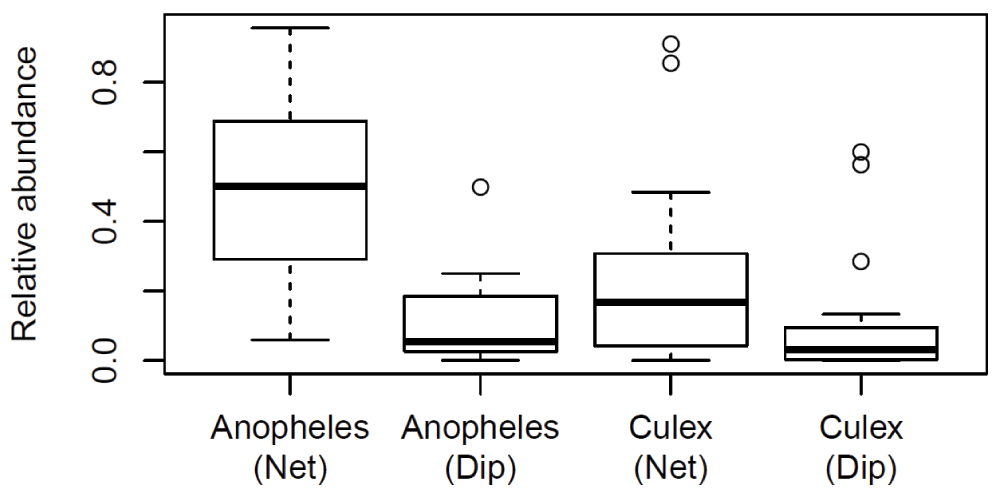 Relative abundance
0.8
0.4
0.0
Anopheles
(Net)
Anopheles
(Dip)
Culex
(Net)
Culex
(Dip)